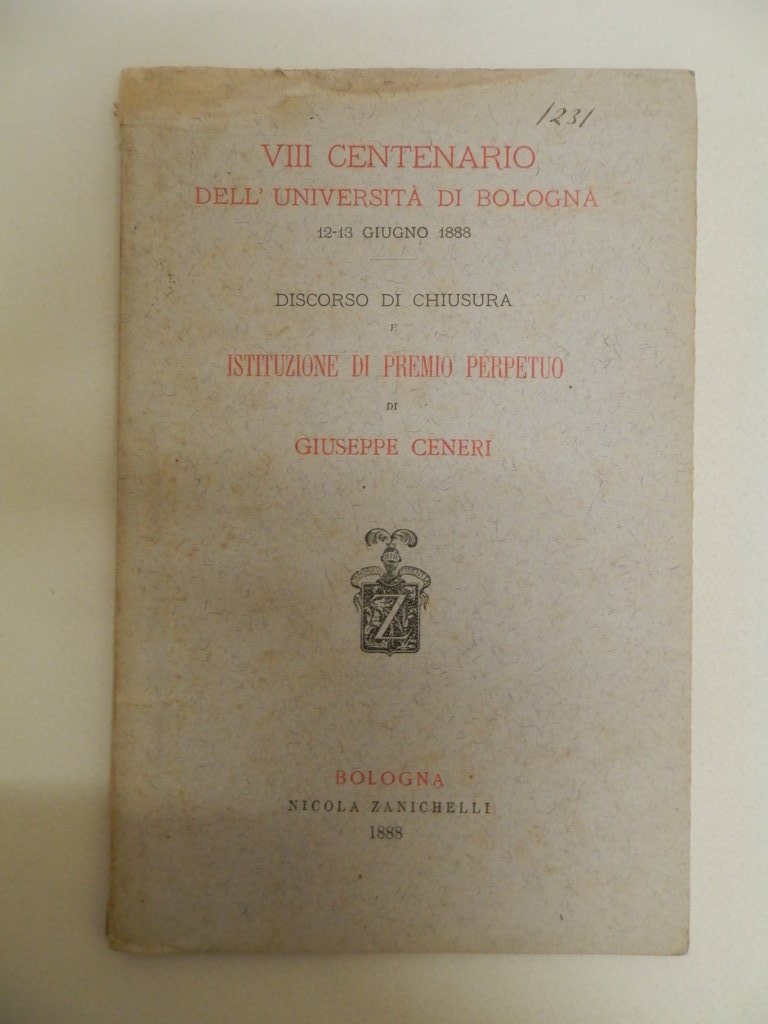 1231
VIII CENTENARIO
DELL' UNIVERSITÀ DI BOLOGNA
12-13 GIUGNO 1888
DISCORSO DI CHIUSURA
E
ISTITUZIONE DI PREMIO PERPETUO
DI
GIUSEPPE CENERI
Z
BOLOGNA
NICOLA ZANICHELLI
1888